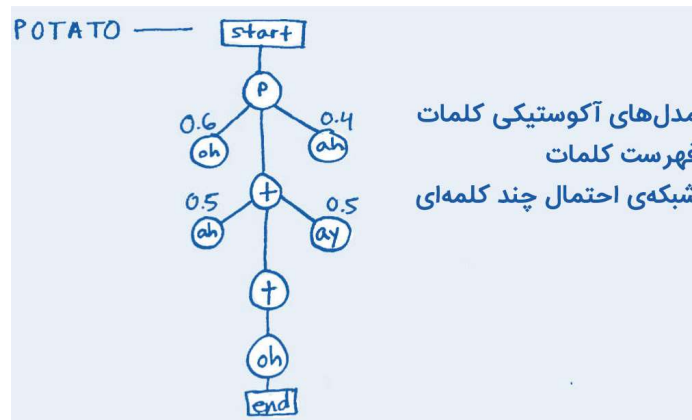 POTATO
start
P
0.6
0.4
oh
ah
t
0.5
0.5
ah
ay
t
oh
end
مدل‌های آکوستیکی کلمات
فهرست کلمات
شبکه‌ی احتمال چند کلمه‌ای